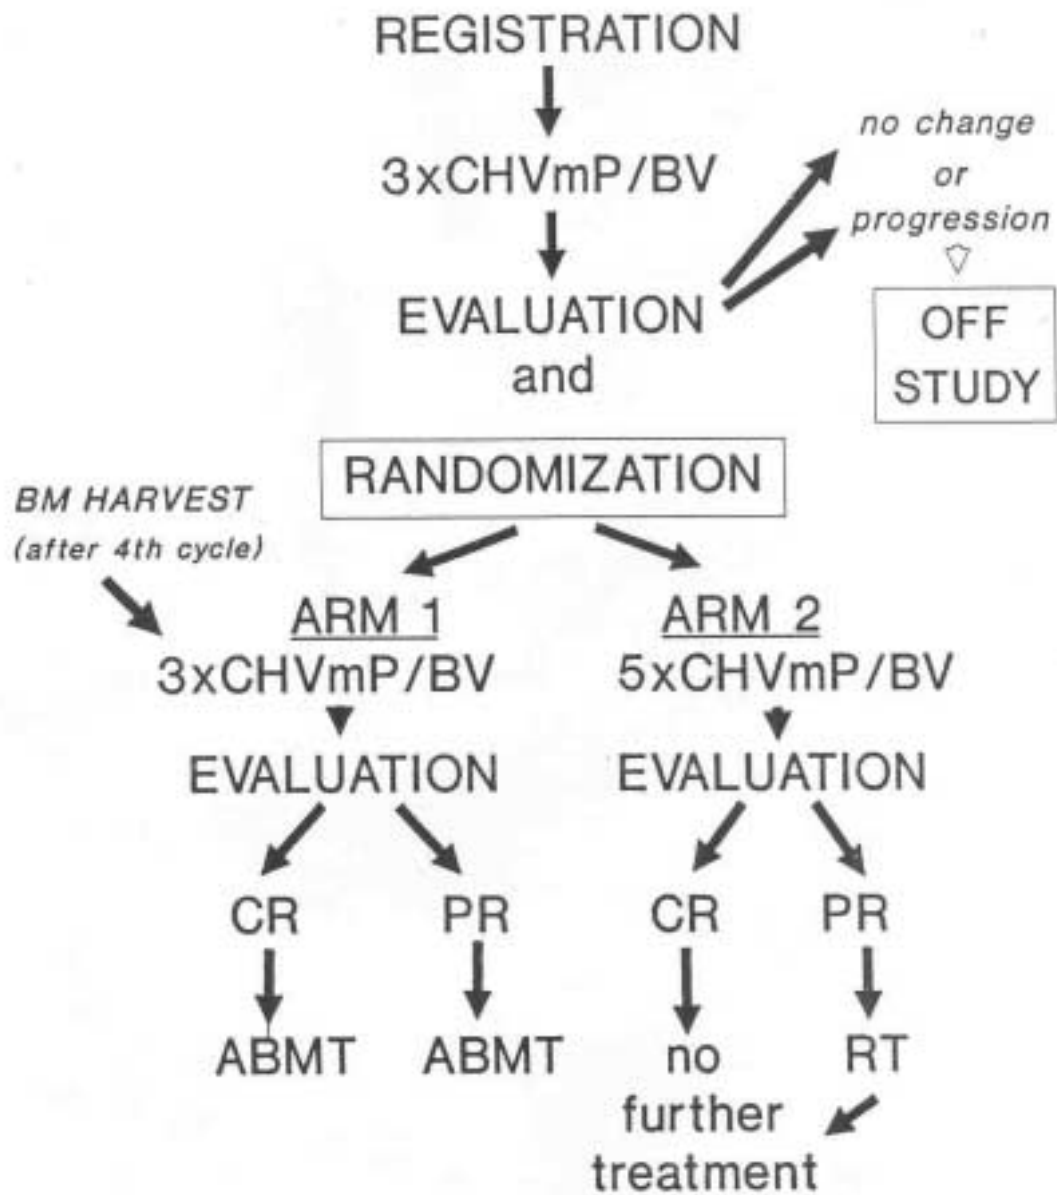 REGISTRATION
3xCHVmP/BV
no change
or
progression
EVALUATION
and
OFF
STUDY
RANDOMIZATION
BM HARVEST
(after 4th cycle)
ARM 1
ARM 2
3xCHVmP/BV
5xCHVmP/BV
EVALUATION
EVALUATION
CR
PR
CR
PR
ABMT
ABMT
no
further
treatment
RT